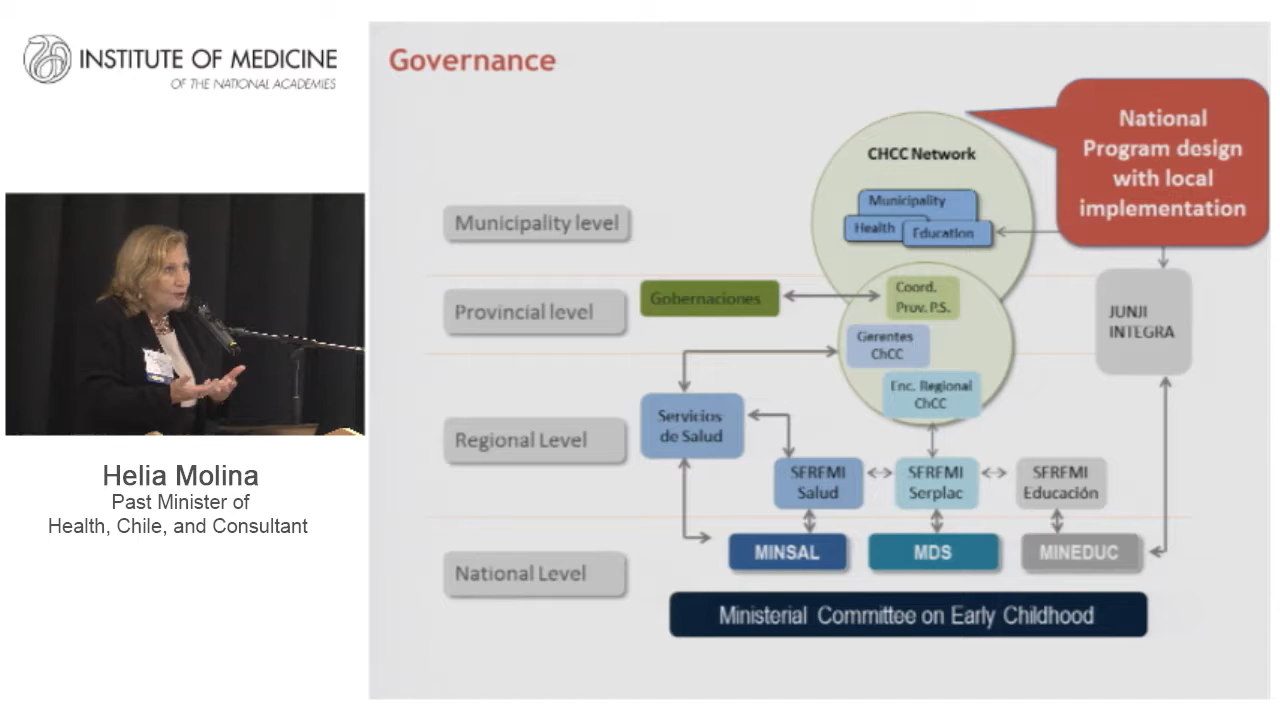 INSTITUTE OF MEDICINE
OF THE NATIONAL ACADEMIES
Helia Molina
Past Minister of
Health, Chile, and Consultant
Governance
National
Program design
with local
implementation
CHCC Network
Municipality level
Municipality
Health
Education
Provincial level
Gobernaciones
Coord.
Prov. P.S.
Gerentes
ChCC
JUNJI
INTEGRA
Enc. Regional
ChCC
Regional Level
Servicios
de Salud
SEREMI
Salud
SEREMI
Serplac
SEREMI
Educación
National Level
MINSAL
MDS
MINEDUC
Ministerial Committee on Early Childhood